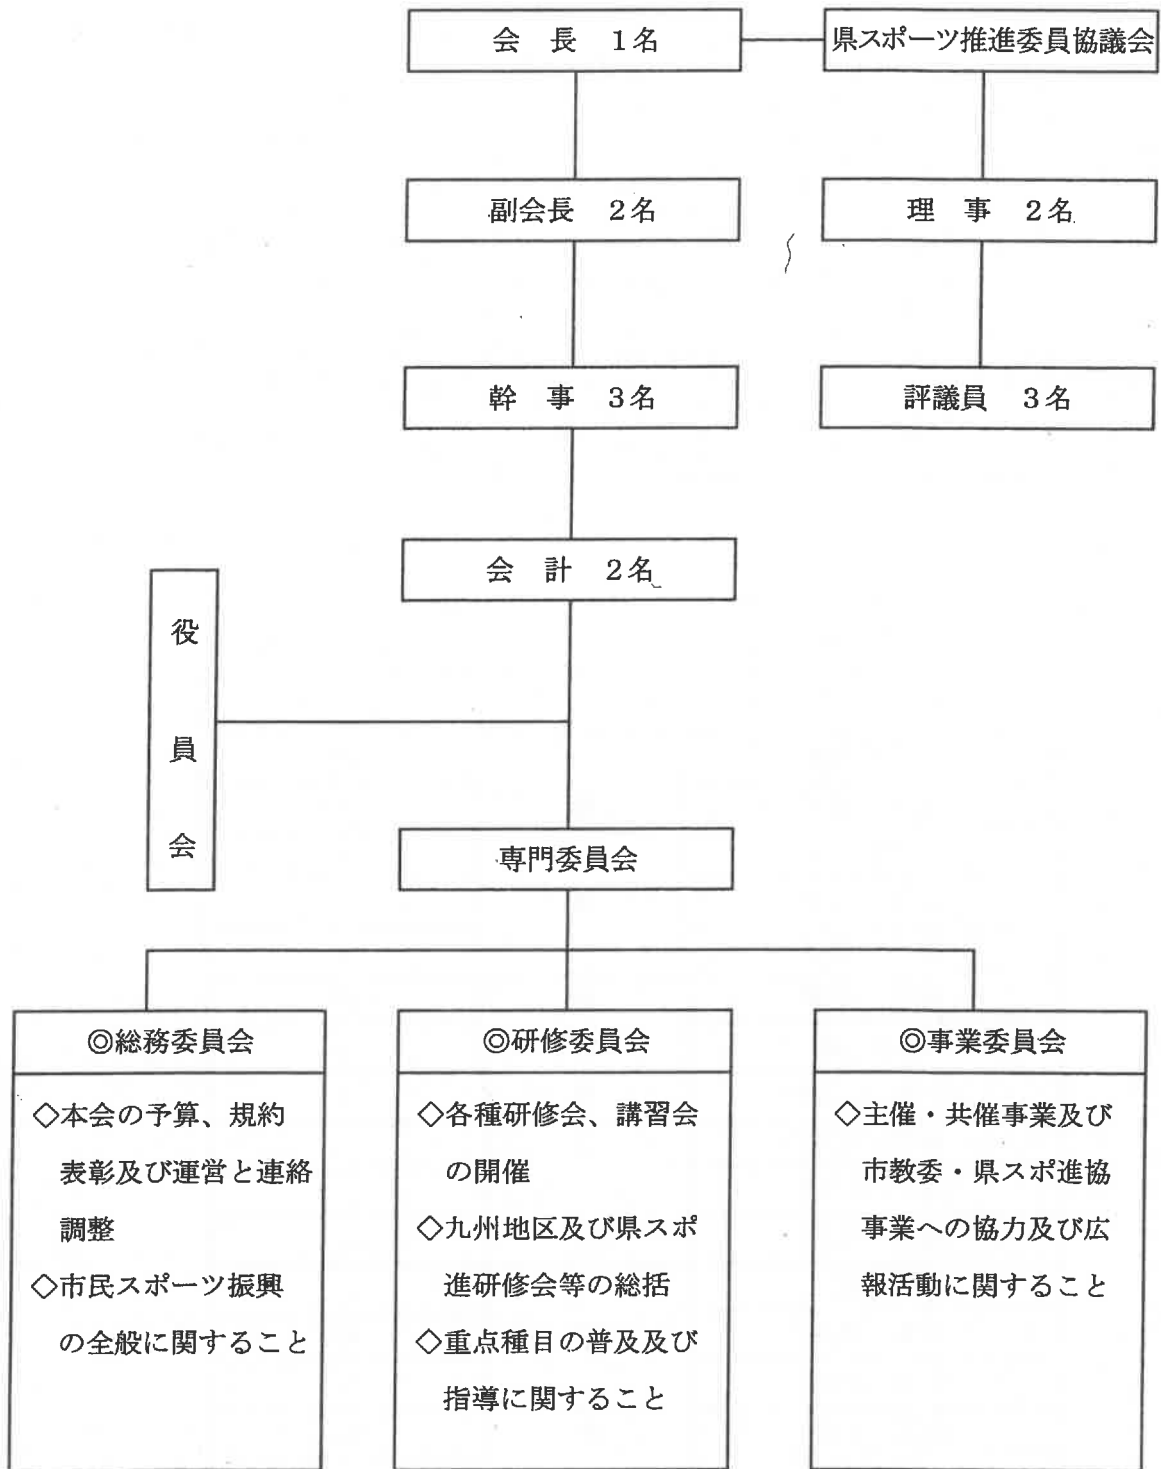 会　長　１名
県スポーツ推進委員協議会
副会長　２名
理　事　２名
幹　事　３名
評議員　３名
会　計　２名
役員会
専門委員会
◎総務委員会
◇本会の予算、規約
表彰及び運営と連絡
調整
◇市民スポーツ振興
の全般に関すること
◎研修委員会
◇各種研修会、講習会
の開催
◇九州地区及び県スポ
進研修会等の総括
◇重点種目の普及及び
指導に関すること
◎事業委員会
◇主催・共催事業及び
市教委・県スポ進協
事業への協力及び広
報活動に関すること